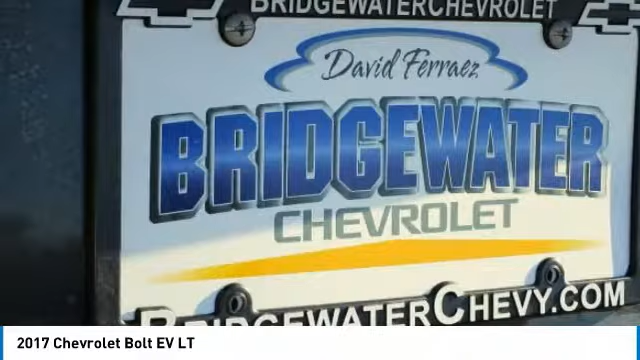 BRIDGEWATERCHEVROLET
David Ferraez
BRIDGEWATER
CHEVROLET
BRIDGEWATERCHEVY.COM
2017 Chevrolet Bolt EV LT